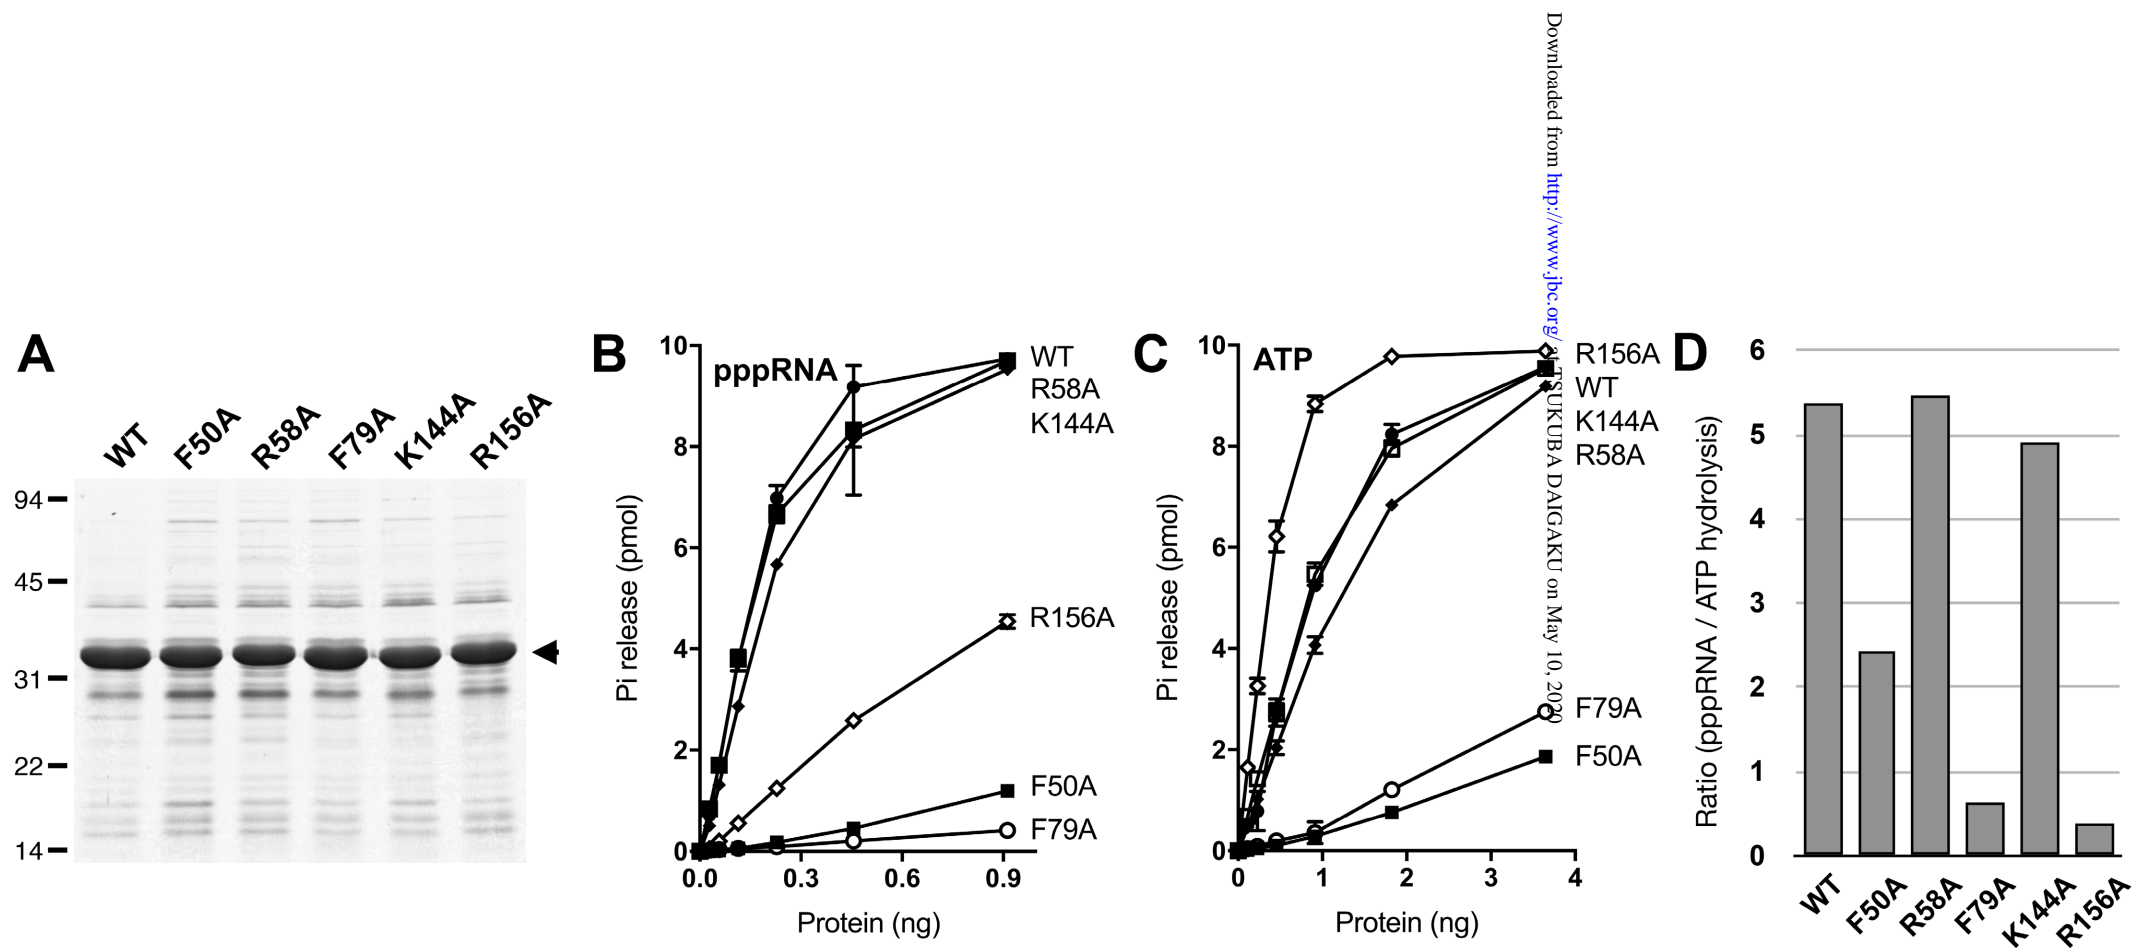 Downloaded from http://www.jbc.org/ at TSUKUBA DAIGAKU on May 10, 2020
A
WT F50A R58A F79A K144A R156A
94
45
31
22
14
B
pppRNA
Pi release (pmol)
10
8
6
4
2
0
0.0 0.3 0.6 0.9
Protein (ng)
WT
R58A
K144A
R156A
F50A
F79A
C
ATP
Pi release (pmol)
10
8
6
4
2
0
0 1 2 3 4
Protein (ng)
R156A
WT
K144A
R58A
F79A
F50A
D
Ratio (pppRNA / ATP hydrolysis)
6
5
4
3
2
1
0
WT F50A R58A F79A K144A R156A